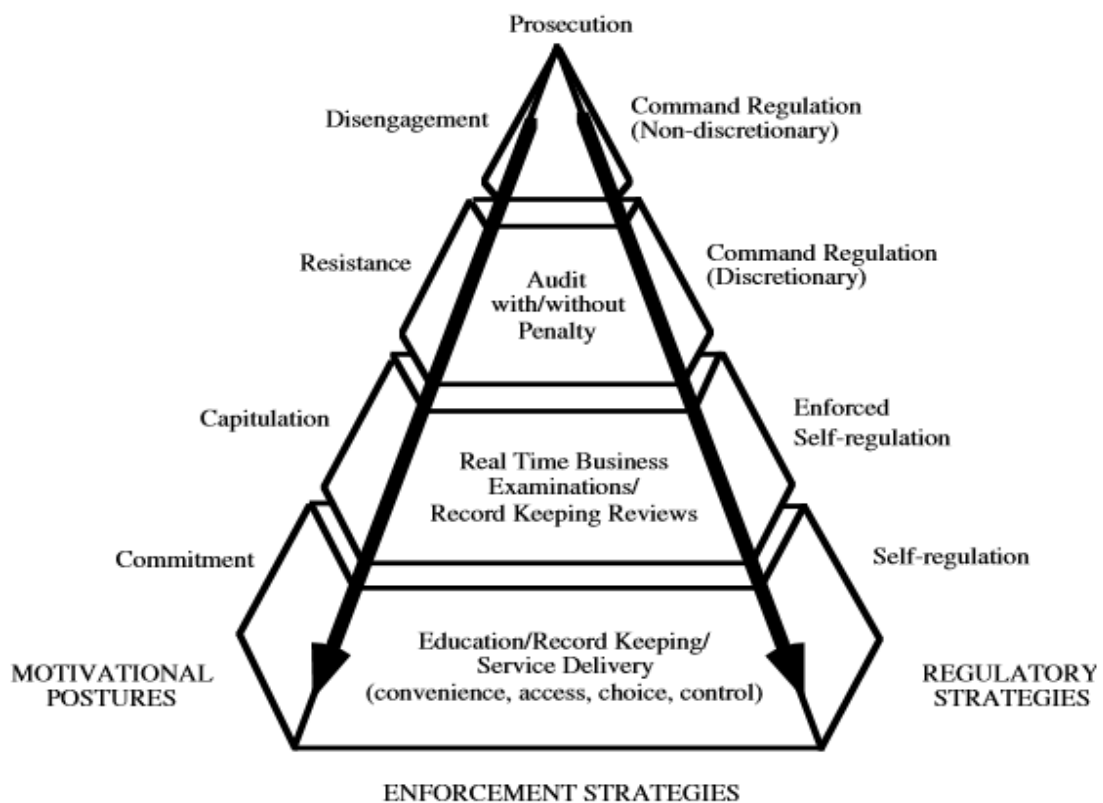 Prosecution
Disengagement
Command Regulation
(Non-discretionary)
Resistance
Audit
with/without
Penalty
Command Regulation
(Discretionary)
Capitulation
Real Time Business
Examinations/
Record Keeping Reviews
Enforced
Self-regulation
Commitment
Self-regulation
Education/Record Keeping/
Service Delivery
(convenience, access, choice, control)
MOTIVATIONAL
POSTURES
REGULATORY
STRATEGIES
ENFORCEMENT STRATEGIES